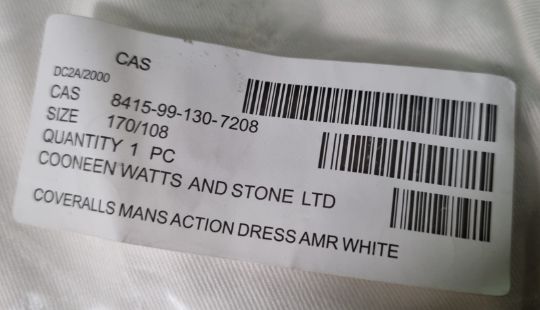 CAS
DC2A/2000
CAS 8415-99-130-7208
SIZE 170/108
QUANTITY 1 PC
COONEEN WATTS AND STONE LTD
COVERALLS MANS ACTION DRESS AMR WHITE